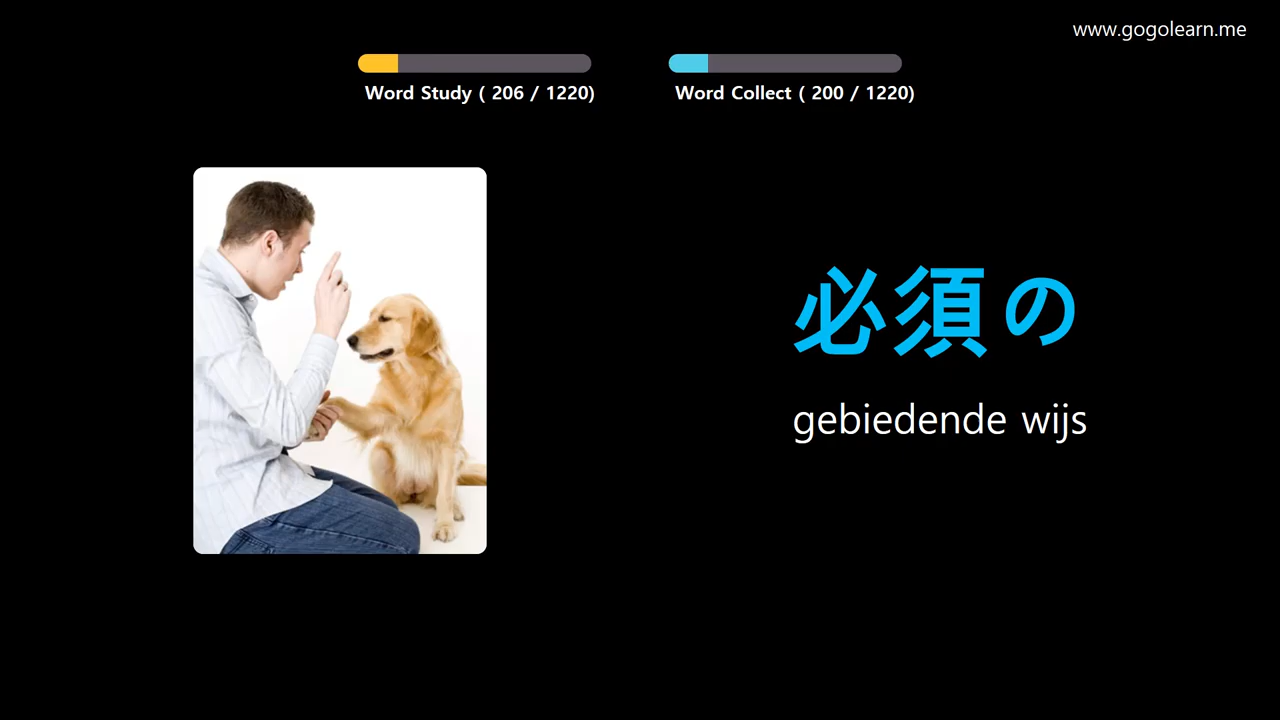 www.gogolearn.me
Word Study ( 206 / 1220)
Word Collect ( 200 / 1220)
必須の
gebiedende wijs